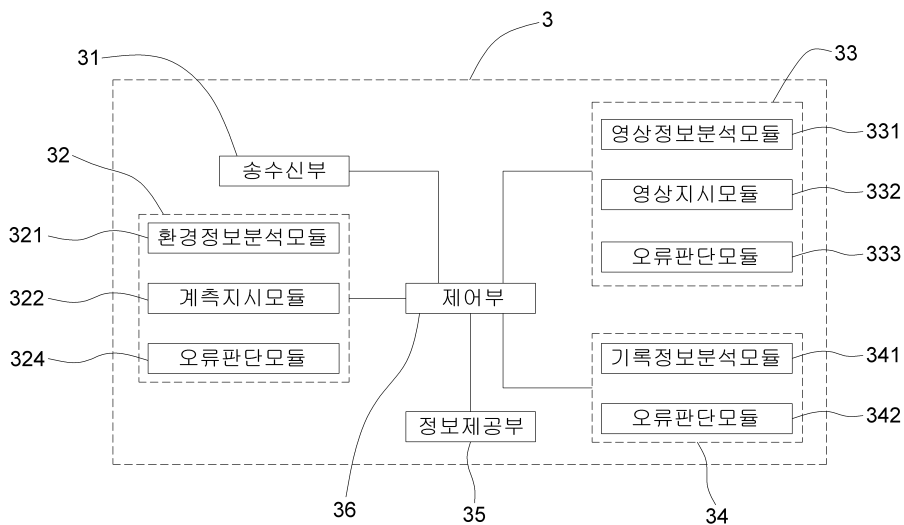 3
31
33
영상정보분석모듈
331
32
송수신부
영상지시모듈
332
321
환경정보분석모듈
오류판단모듈
333
322
계측지시모듈
제어부
324
오류판단모듈
기록정보분석모듈
341
정보제공부
오류판단모듈
342
36
35
34